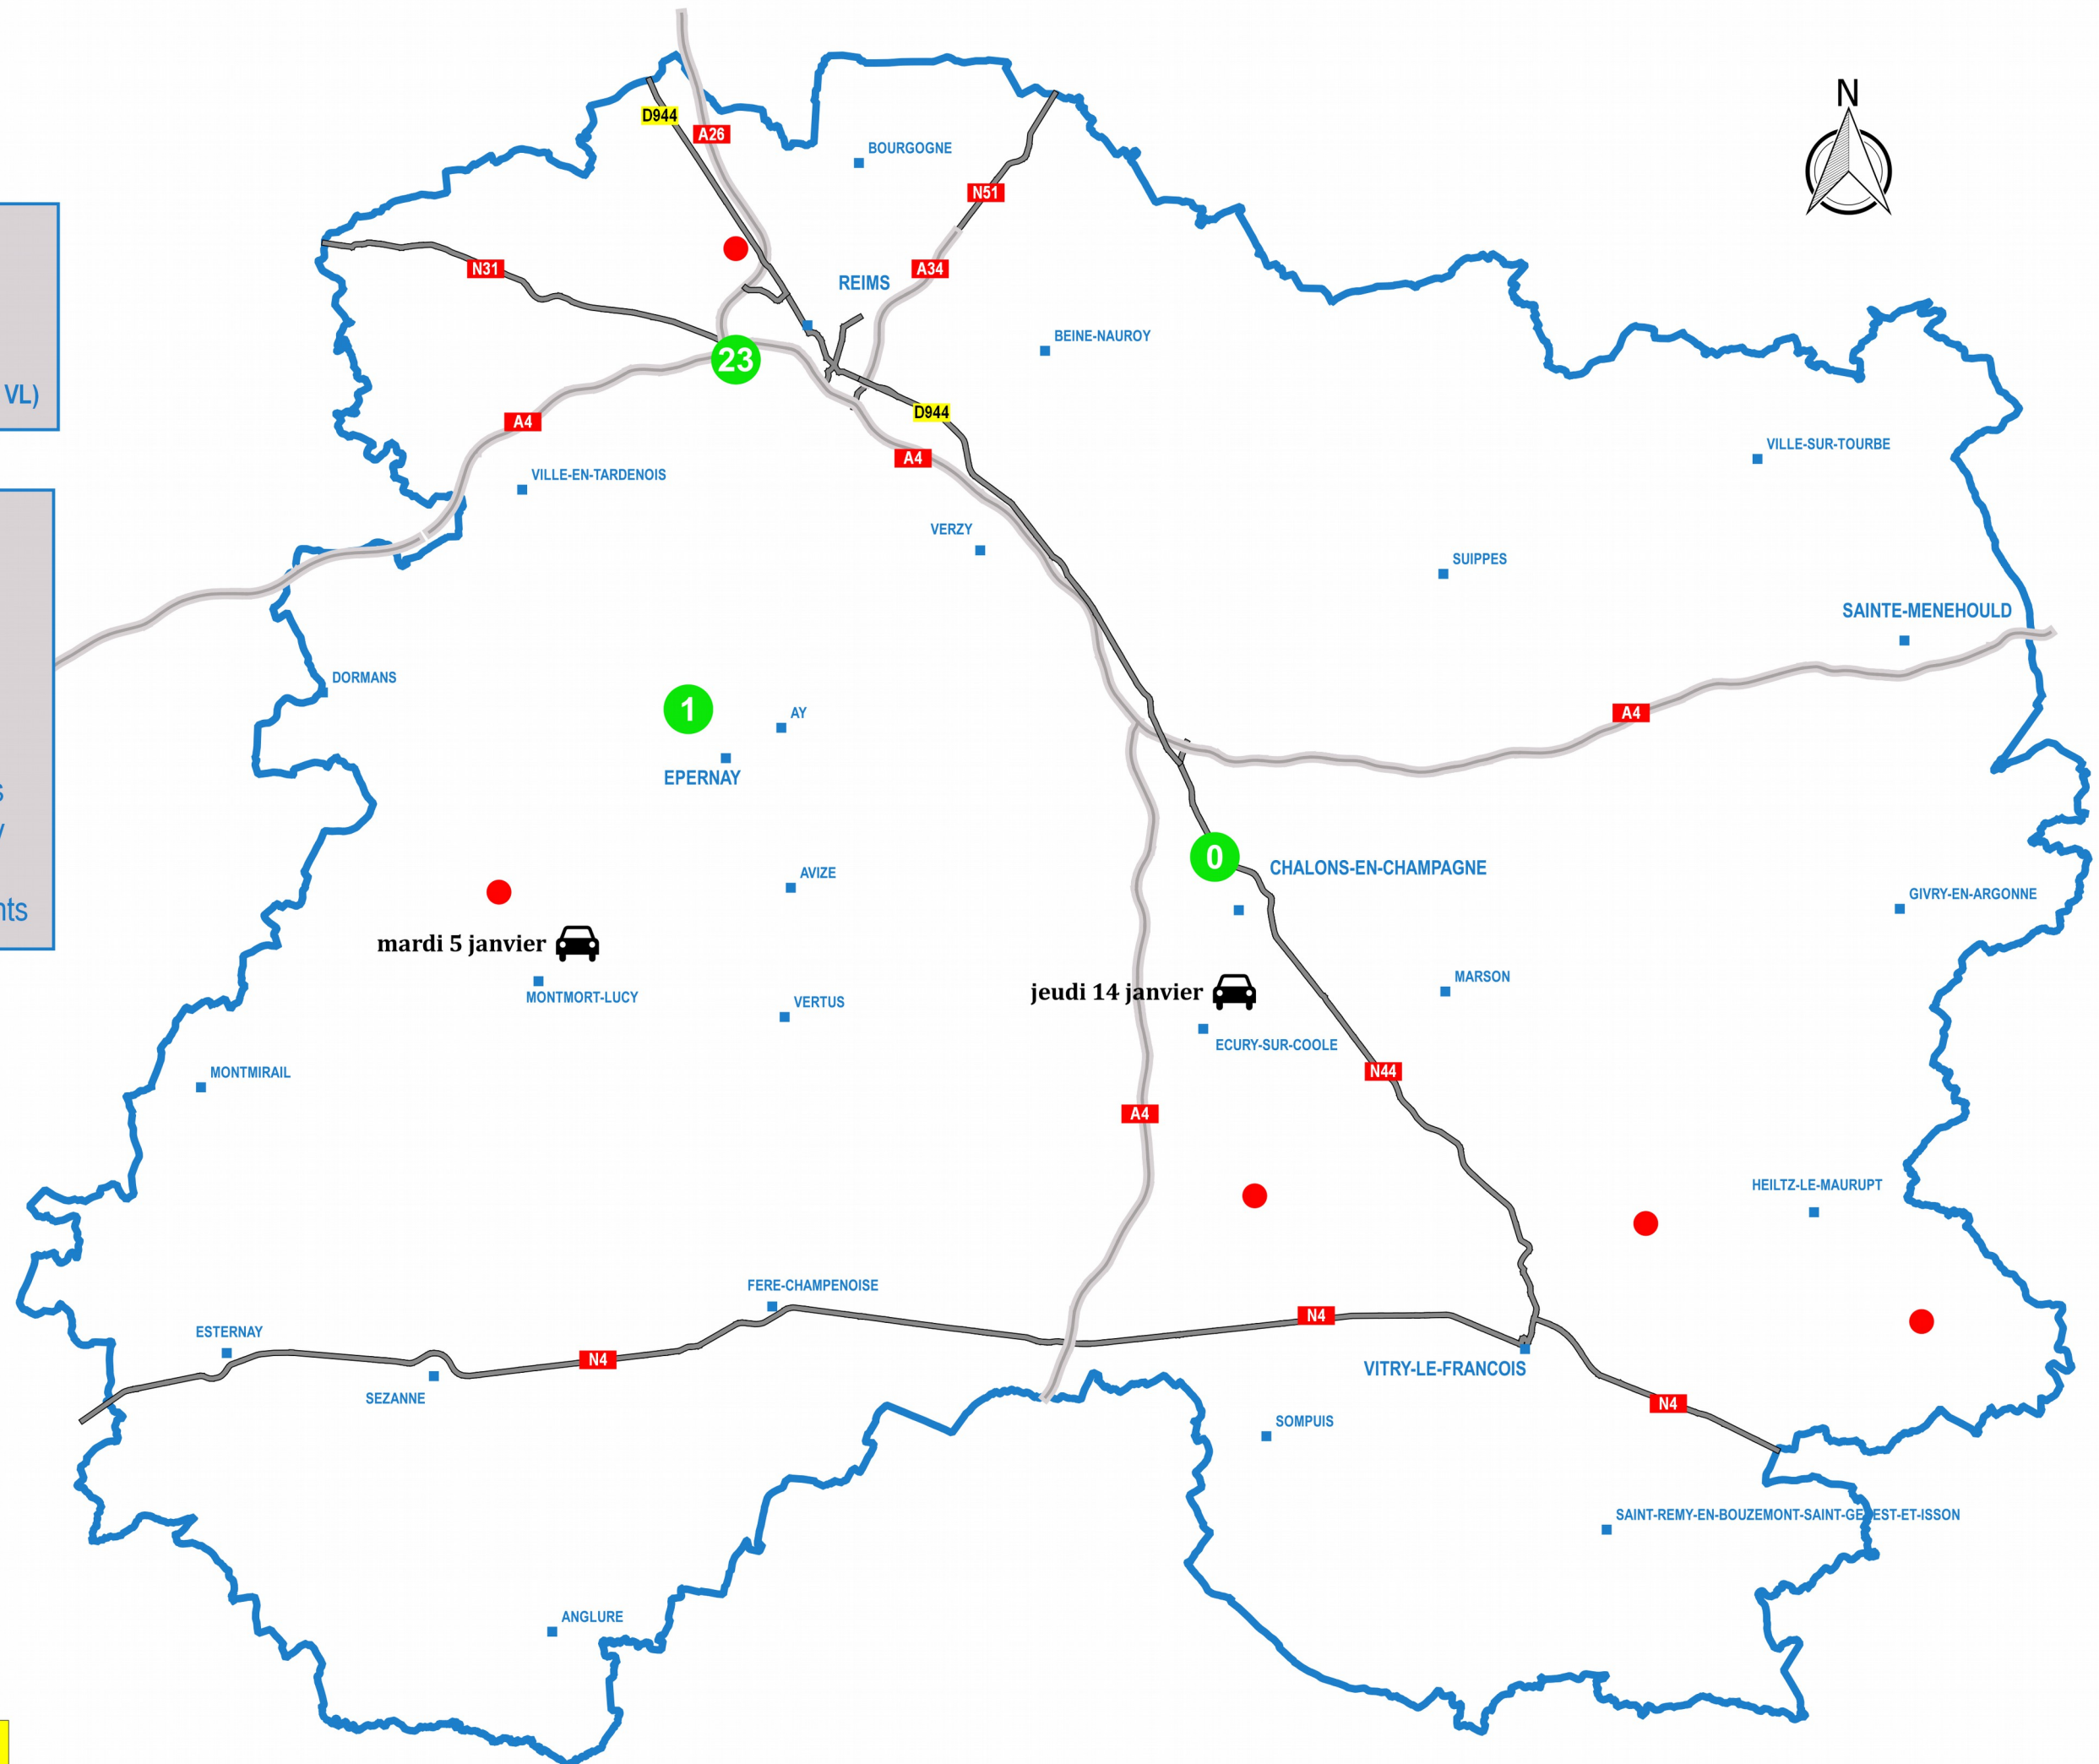 N
D944
A26
BOURGOGNE
N51
N31
A34
REIMS
BEINE-NAUROY
23
VL)
D944
A4
A4
VILLE-SUR-TOURBE
VILLE-EN-TARDENOIS
VERZY
SUIPPES
SAINTE-MENEHOULD
DORMANS
1
AY
A4
EPERNAY
0
CHALONS-EN-CHAMPAGNE
AVIZE
GIVRY-EN-ARGONNE
nts
mardi 5 janvier
MARSON
jeudi 14 janvier
MONTMORT-LUCY
VERTUS
ECURY-SUR-COOLE
MONTMIRAIL
N44
A4
HEILTZ-LE-MAURUPT
FERE-CHAMPENOISE
N4
ESTERNAY
N4
VITRY-LE-FRANCOIS
SEZANNE
N4
SOMPUIS
SAINT-REMY-EN-BOUZEMONT-SAINT-GENEST-ET-ISSON
ANGLURE